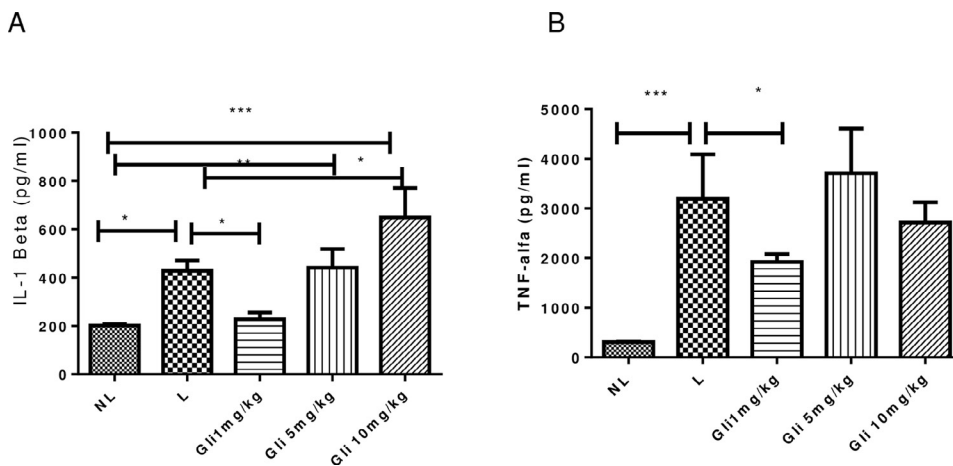 A
IL-1 Beta (pg/ml)
1000
800
600
400
200
0
***
**
*
*
*
NL
L
Gli1mg/kg
Gli 5mg/kg
Gli 10mg/kg
B
TNF-alfa (pg/ml)
5000
4000
3000
2000
1000
0
***
*
NL
L
Gli1mg/kg
Gli 5mg/kg
Gli 10mg/kg